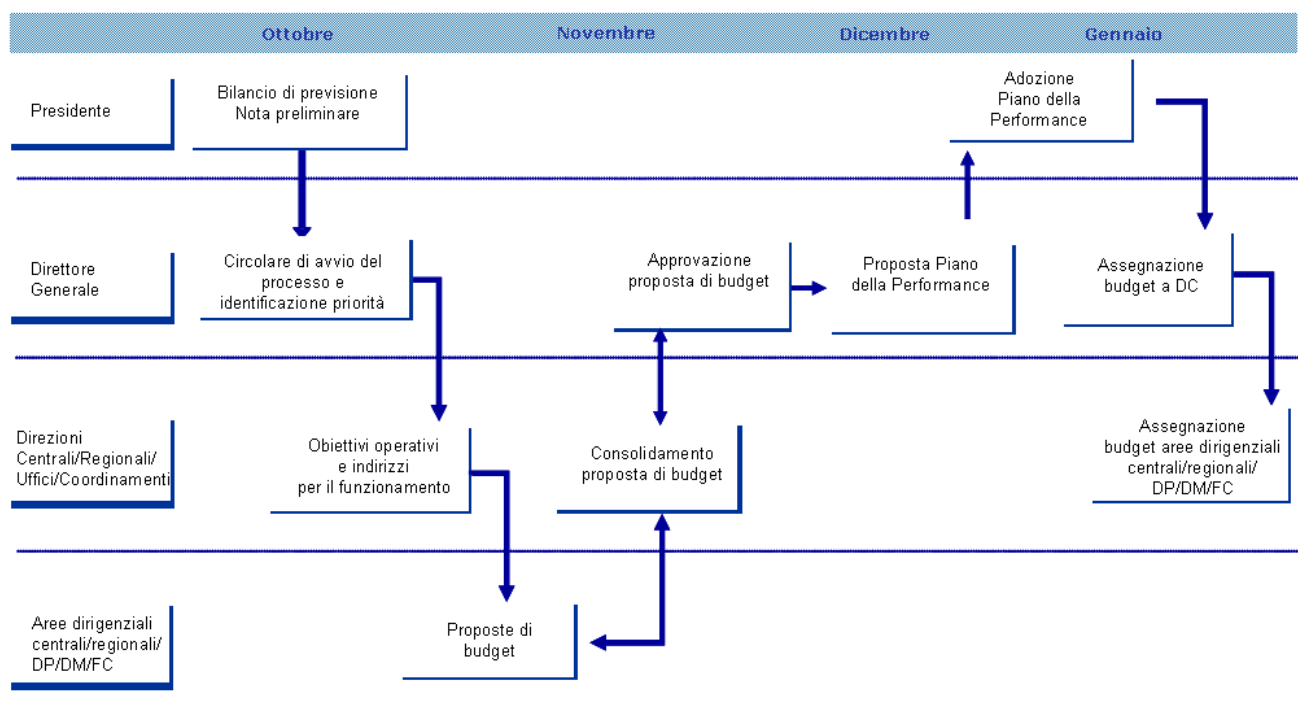 Ottobre
Novembre
Dicembre
Gennaio
Presidente
Bilancio di previsione
Nota preliminare
Adozione
Piano della
Performance
Direttore
Generale
Circolare di avvio del
processo e
identificazione priorità
Approvazione
proposta di budget
Proposta Piano
della Performance
Assegnazione
budget a DC
Direzioni
Centrali/Regionali/
Uffici/Coordinamenti
Obiettivi operativi
e indirizzi
per il funzionamento
Consolidamento
proposta di budget
Assegnazione
budget aree dirigenziali
centrali/regionali/
DP/DM/FC
Aree dirigenziali
centrali/regionali/
DP/DM/FC
Proposte di
budget